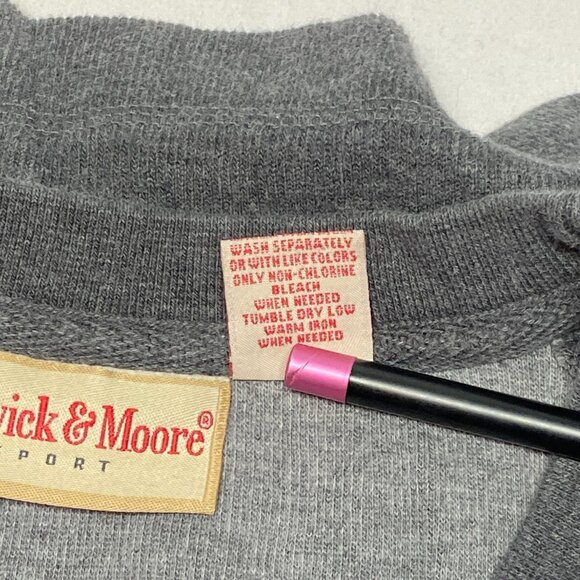 WASH SEPARATELY
OR WITH LIKE COLORS
ONLY NON-CHLORINE
BLEACH
WHEN NEEDED
TUMBLE DRY LOW
WARM IRON
WHEN NEEDED
wick & Moore®
PORT